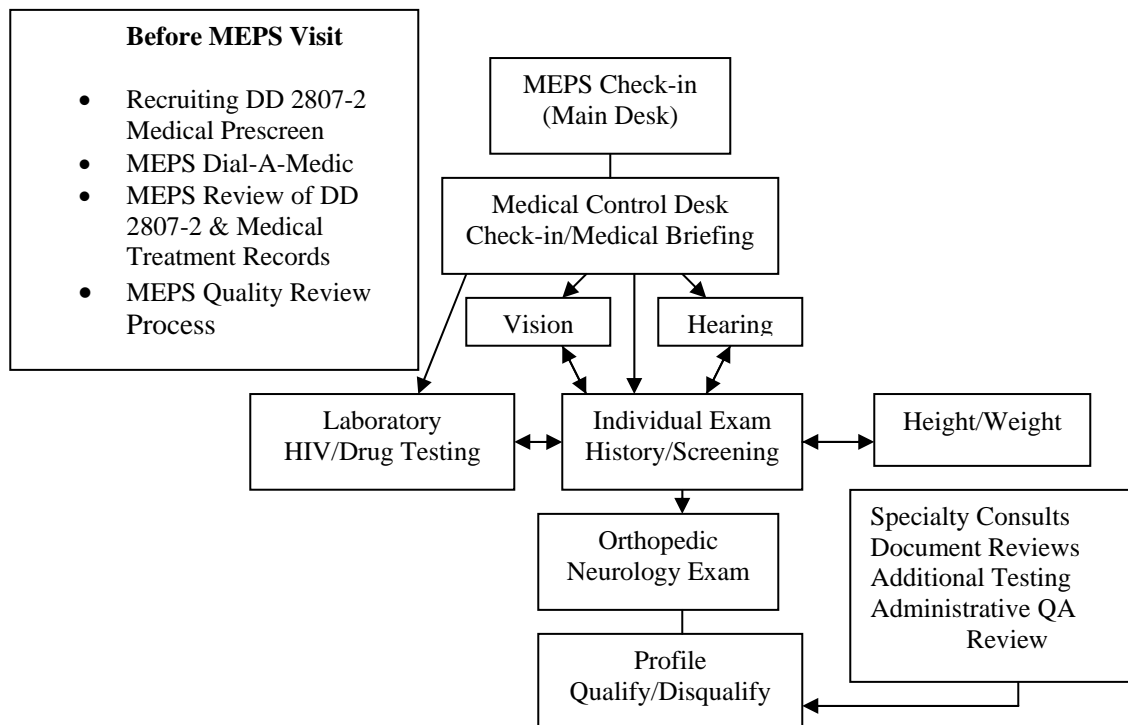 Before MEPS Visit
• Recruiting DD 2807-2
Medical Prescreen
• MEPS Dial-A-Medic
• MEPS Review of DD
2807-2 & Medical
Treatment Records
• MEPS Quality Review
Process
MEPS Check-in
(Main Desk)
Medical Control Desk
Check-in/Medical Briefing
Vision
Hearing
Laboratory
HIV/Drug Testing
Individual Exam
History/Screening
Height/Weight
Orthopedic
Neurology Exam
Specialty Consults
Document Reviews
Additional Testing
Administrative QA
Review
Profile
Qualify/Disqualify